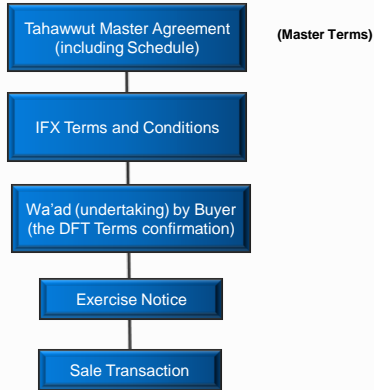 Tahawwut Master Agreement
(including Schedule)
(Master Terms)
IFX Terms and Conditions
Wa'ad (undertaking) by Buyer
(the DFT Terms confirmation)
Exercise Notice
Sale Transaction